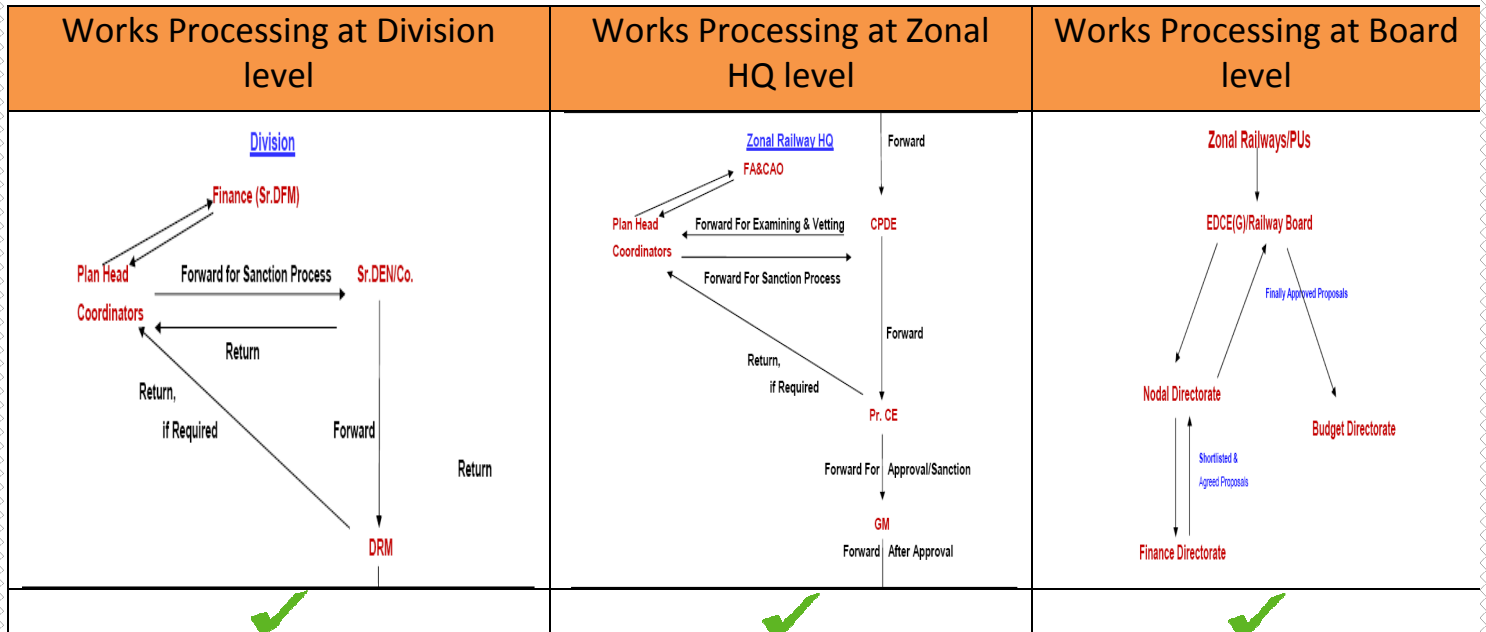 Works Processing at Division
level
Works Processing at Zonal
HQ level
Works Processing at Board
level
Division
Finance (Sr.DFM)
Plan Head
Coordinators
Forward for Sanction Process
Sr.DEN/Co.
Return
Return,
if Required
Forward
Return
DRM
Zonal Railway HQ
FA&CAO
Forward
Plan Head
Coordinators
Forward For Examining & Vetting
CPDE
Forward For Sanction Process
Forward
Return,
if Required
Pr. CE
Forward For Approval/Sanction
GM
Forward After Approval
Zonal Railways/PUs
EDCE(G)/Railway Board
Finally Approved Proposals
Nodal Directorate
Budget Directorate
Shortlisted &
Agreed Proposals
Finance Directorate